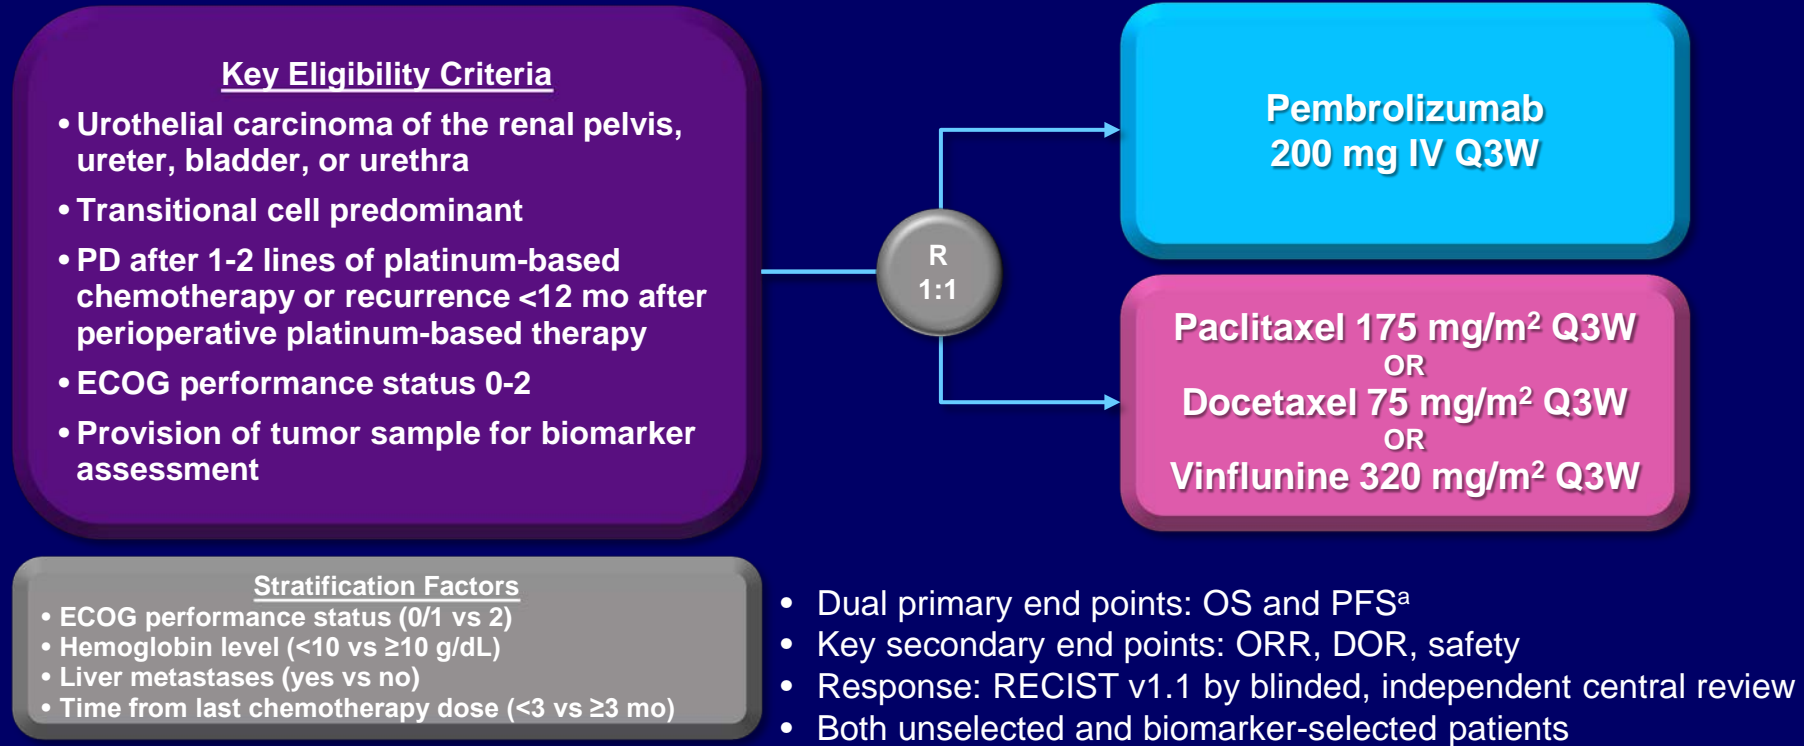 Key Eligibility Criteria
• Urothelial carcinoma of the renal pelvis,
ureter, bladder, or urethra
• Transitional cell predominant
• PD after 1-2 lines of platinum-based
chemotherapy or recurrence <12 mo after
perioperative platinum-based therapy
• ECOG performance status 0-2
• Provision of tumor sample for biomarker
assessment
R
1:1
Pembrolizumab
200 mg IV Q3W
Paclitaxel 175 mg/m² Q3W
OR
Docetaxel 75 mg/m² Q3W
OR
Vinflunine 320 mg/m² Q3W
Stratification Factors
• ECOG performance status (0/1 vs 2)
• Hemoglobin level (<10 vs ≥10 g/dL)
• Liver metastases (yes vs no)
• Time from last chemotherapy dose (<3 vs ≥3 mo)
• Dual primary end points: OS and PFSᵃ
• Key secondary end points: ORR, DOR, safety
• Response: RECIST v1.1 by blinded, independent central review
• Both unselected and biomarker-selected patients